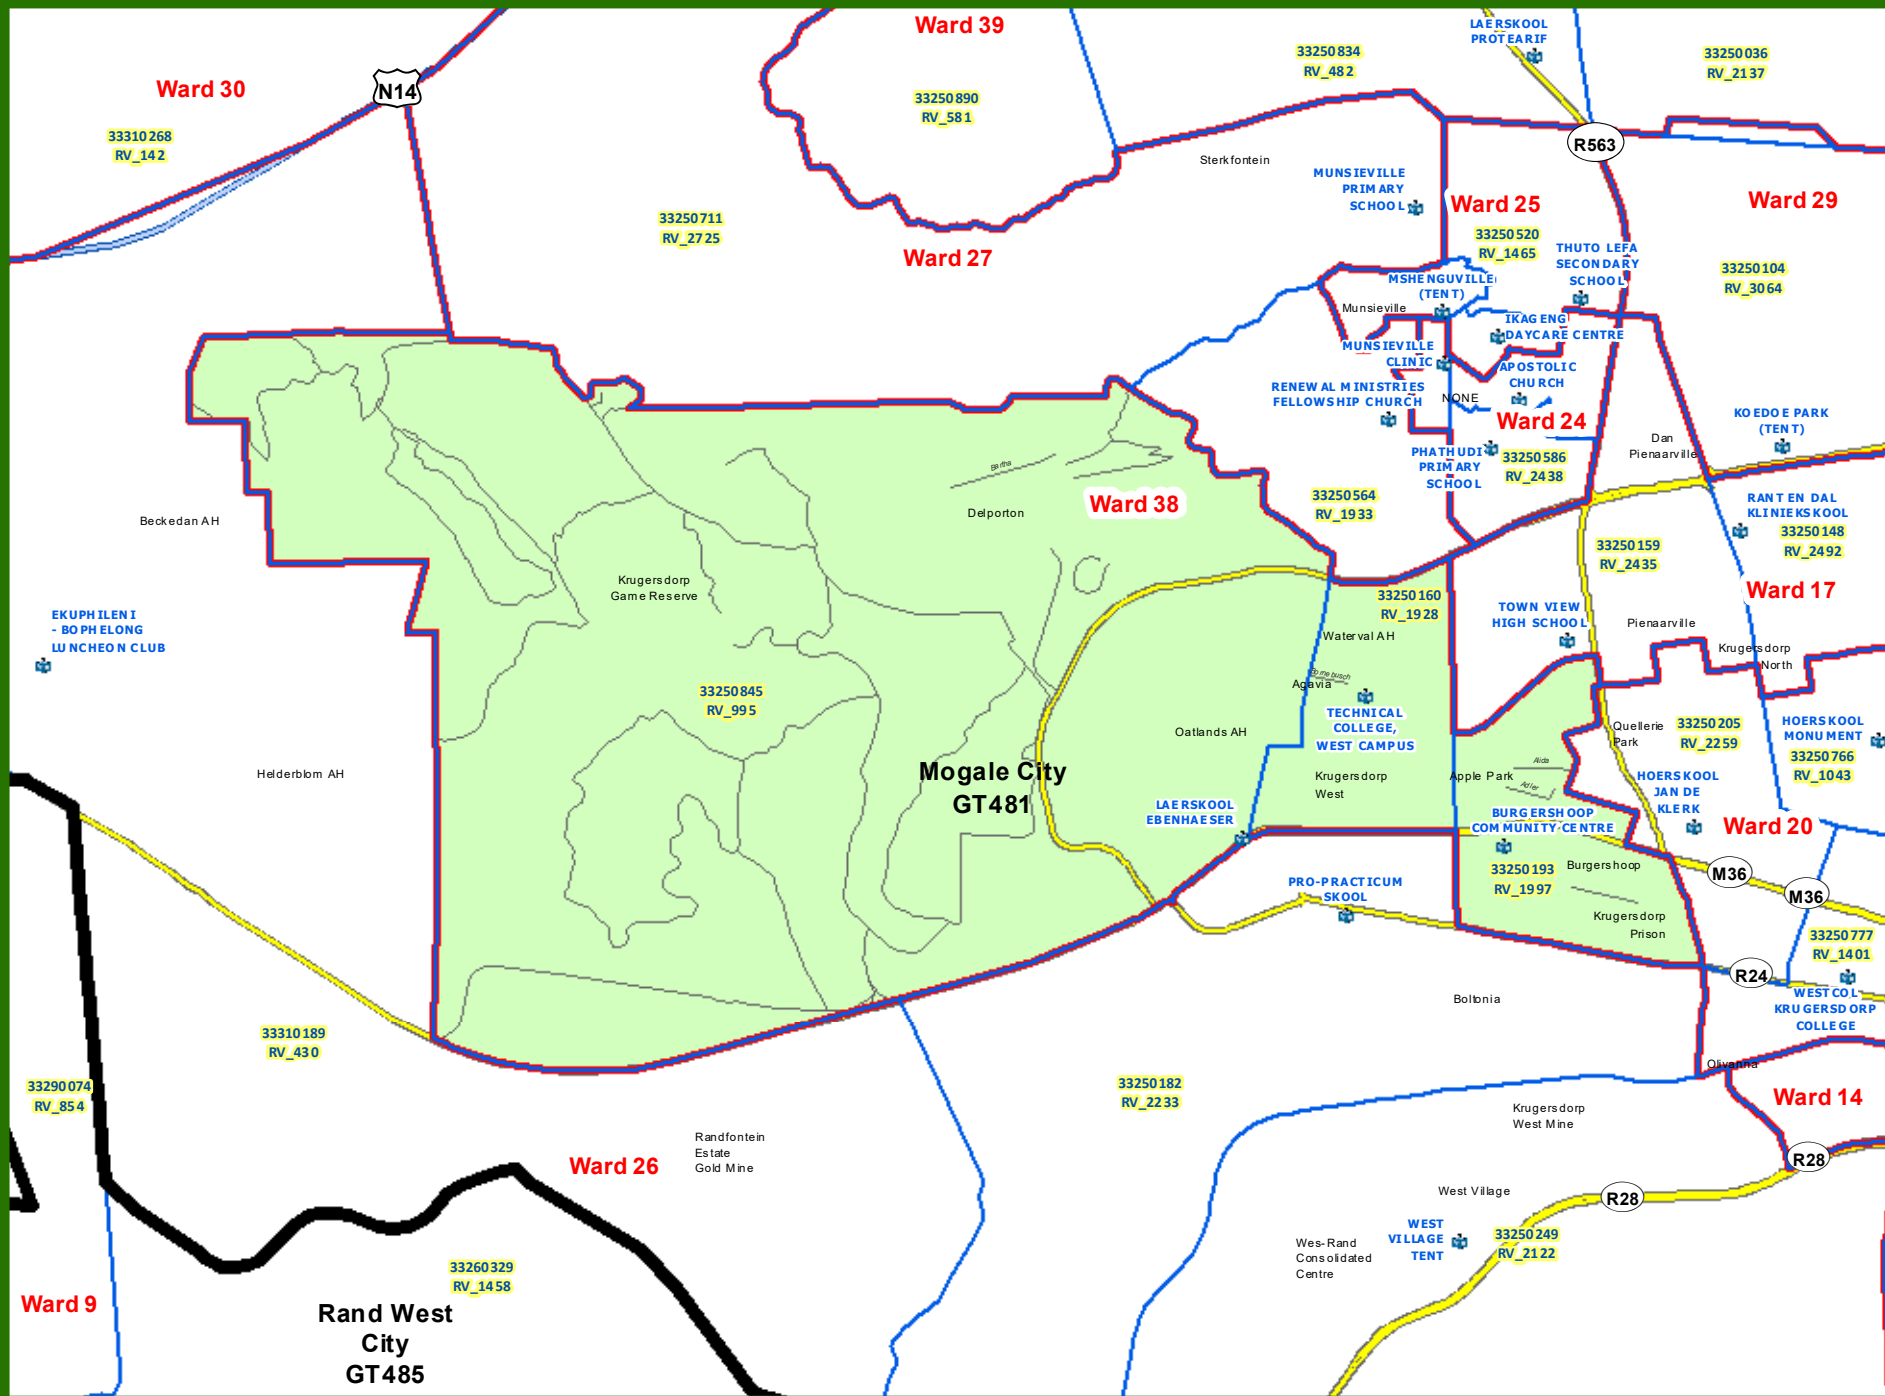 Ward 39
LAERSKOOL
PROTEARIF
33250834
RV_482
33250036
RV_2137
Ward 30
N14
33250890
RV_581
33310268
RV_142
R563
Sterkfontein
MUNSIEVILLE
PRIMARY
SCHOOL
Ward 25
Ward 29
33250711
RV_2725
33250520
RV_1465
THUTO LEFA
SECONDARY
SCHOOL
Ward 27
33250104
RV_3064
MSHENGUVILLE
(TENT)
Munsieville
IKAGENG
DAYCARE CENTRE
MUNSIEVILLE
CLINIC
APOSTOLIC
CHURCH
RENEWAL MINISTRIES
FELLOWSHIP CHURCH
NONE
Ward 24
KOEDOE PARK
(TENT)
Dan
Pienaarville
PHATHUDI
PRIMARY
SCHOOL
33250586
RV_2438
Bertha
Ward 38
33250564
RV_1933
RANT EN DAL
KLINIEKSKOOL
Delporton
Beckedan AH
33250148
RV_2492
33250159
RV_2435
Krugersdorp
Game Reserve
33250160
RV_1928
Ward 17
EKUPHILENI
- BOPHELONG
LUNCHEON CLUB
TOWN VIEW
HIGH SCHOOL
Pienaarville
Waterval AH
Krugersdorp
North
Agavia
33250845
RV_995
TECHNICAL
COLLEGE,
WEST CAMPUS
Oatlands AH
Quellerie
Park
33250205
RV_2259
HOERSKOOL
MONUMENT
33250766
RV_1043
Helderblom AH
Mogale City
GT481
Krugersdorp
West
Apple Park
Alida
Adler
HOERSKOOL
JAN DE
KLERK
LAERSKOOL
EBENHAESER
BURGERSHOOP
COMMUNITY CENTRE
Ward 20
33250193
RV_1997
Burgershoop
M36
M36
PRO-PRACTICUM
SKOOL
Krugersdorp
Prison
33250777
RV_1401
R24
Boltonia
WESTCOL
KRUGERSDORP
COLLEGE
33310189
RV_430
Olivanna
33290074
RV_854
33250182
RV_2233
Ward 14
Krugersdorp
West Mine
Randfontein
Estate
Gold Mine
Ward 26
R28
R28
West Village
WEST
VILLAGE
TENT
33250249
RV_2122
Wes-Rand
Consolidated
Centre
33260329
RV_1458
Ward 9
Rand West
City
GT485